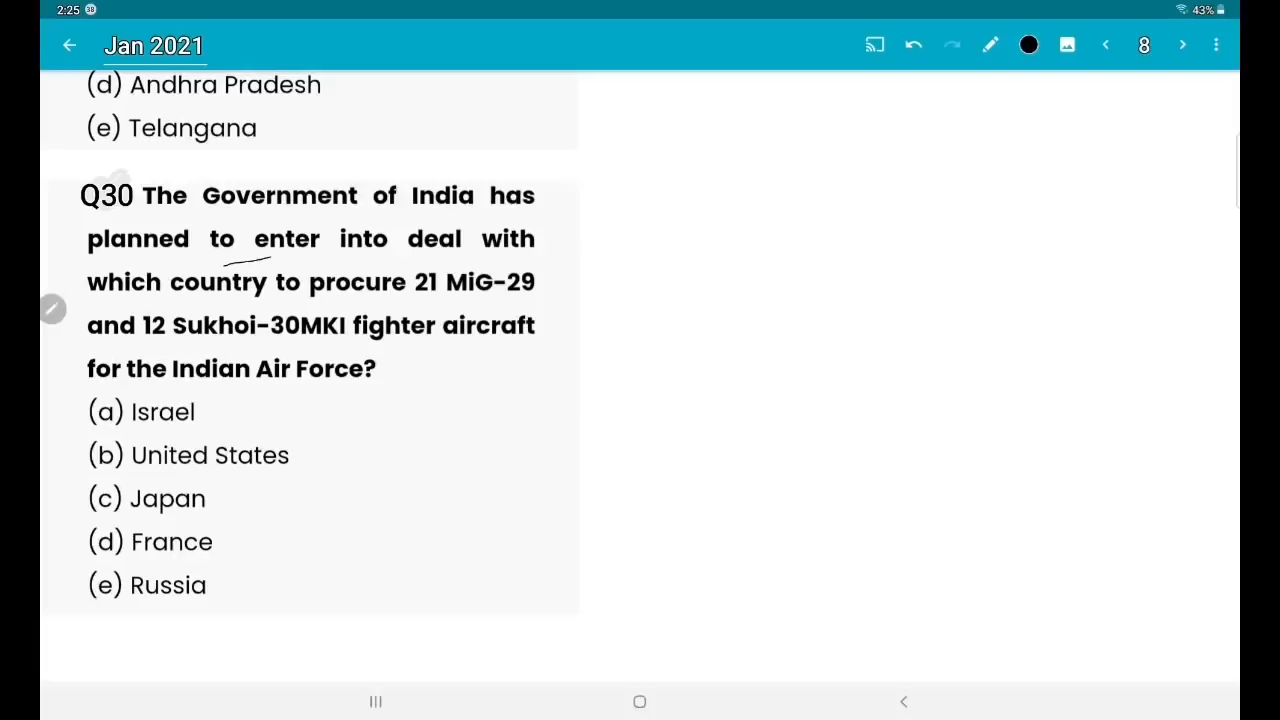 2:25 38 43%
Jan 2021 8
(d) Andhra Pradesh
(e) Telangana
Q30 The Government of India has
planned to enter into deal with
which country to procure 21 MiG-29
and 12 Sukhoi-30MKI fighter aircraft
for the Indian Air Force?
(a) Israel
(b) United States
(c) Japan
(d) France
(e) Russia